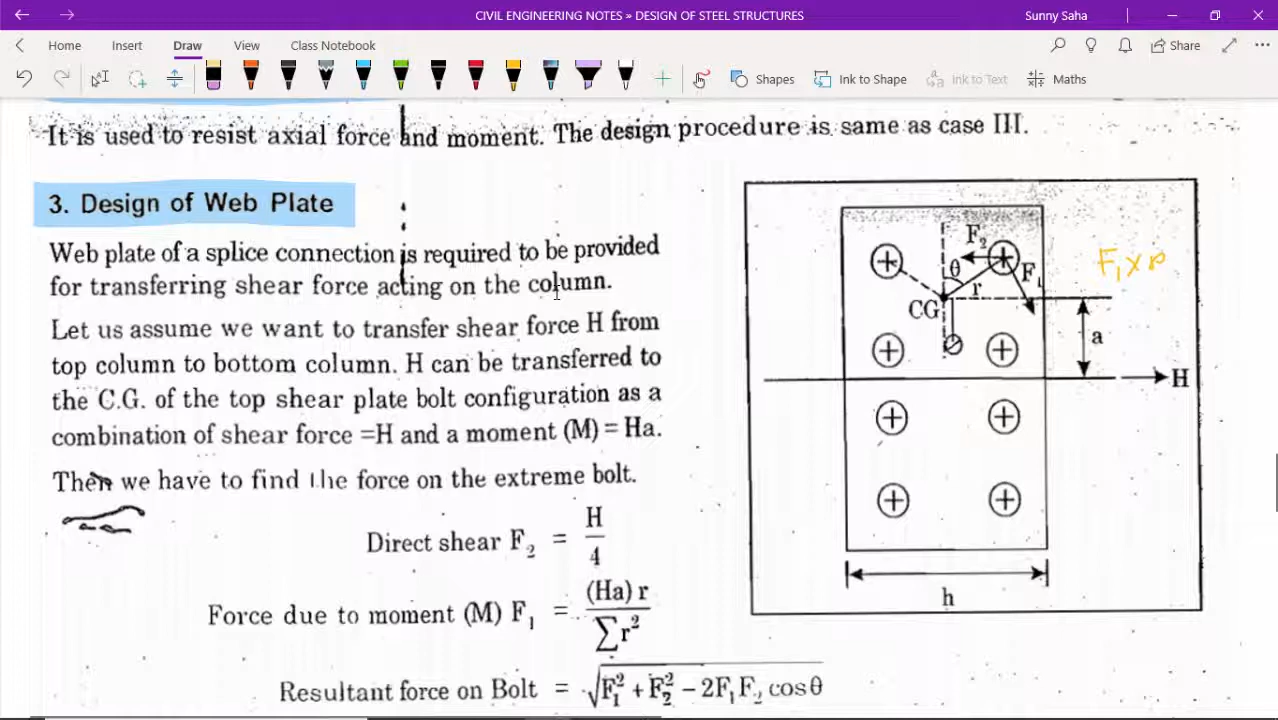 CIVIL ENGINEERING NOTES » DESIGN OF STEEL STRUCTURES
Sunny Saha
Home Insert Draw View Class Notebook
Share
Shapes Ink to Shape Ink to Text Maths
It is used to resist axial force and moment. The design procedure is same as case III.
3. Design of Web Plate
Web plate of a splice connection is required to be provided
for transferring shear force acting on the column.
Let us assume we want to transfer shear force H from
top column to bottom column. H can be transferred to
the C.G. of the top shear plate bolt configuration as a
combination of shear force =H and a moment (M) = Ha.
Then we have to find the force on the extreme bolt.
Direct shear F₂ = H/4
Force due to moment (M) F₁ = (Ha) r / ∑r²
Resultant force on Bolt = √F₁² + F₂² − 2F₁F₂ cosθ
F₂
θ
F₁
r
CG
a
H
h
F₁×r